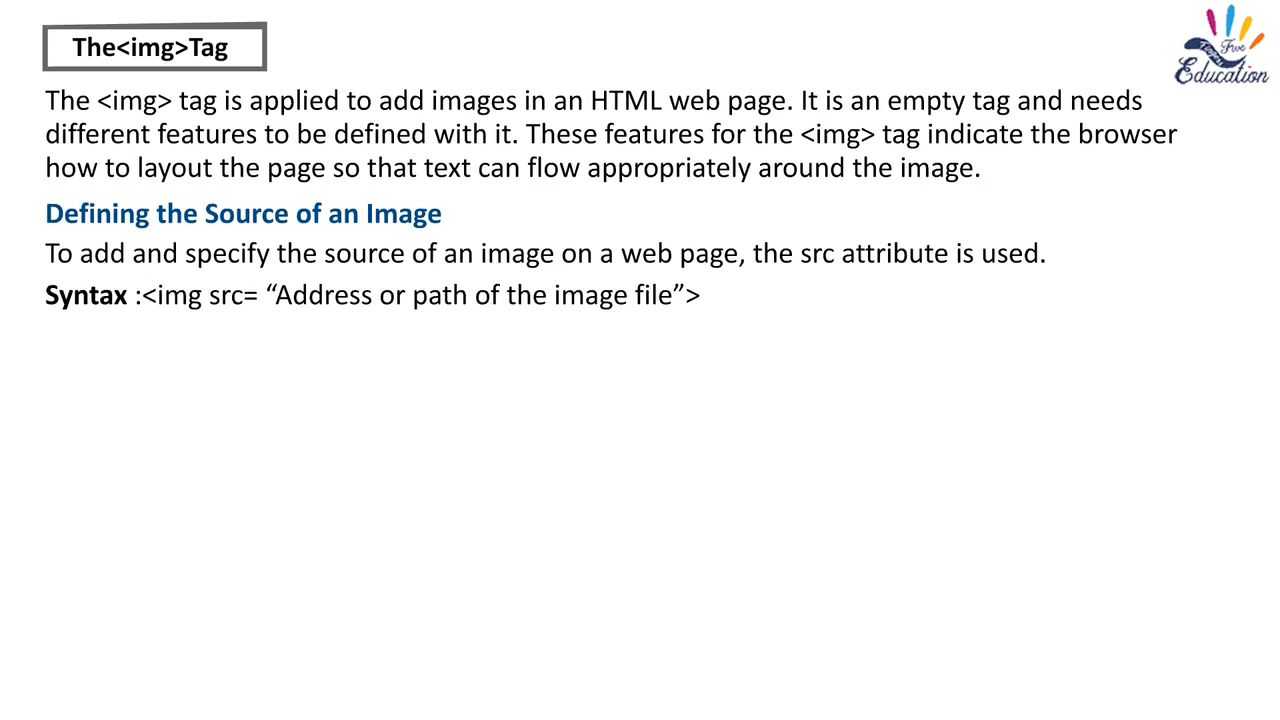 The<img>Tag
Five
Fingers
Education
The <img> tag is applied to add images in an HTML web page. It is an empty tag and needs
different features to be defined with it. These features for the <img> tag indicate the browser
how to layout the page so that text can flow appropriately around the image.
Defining the Source of an Image
To add and specify the source of an image on a web page, the src attribute is used.
Syntax :<img src= “Address or path of the image file”>